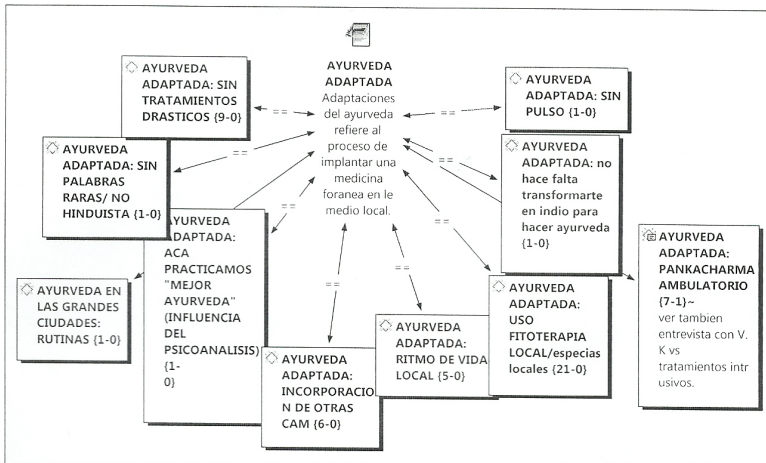 AYURVEDA
ADAPTADA: SIN
TRATAMIENTOS
DRASTICOS {9-0}
AYURVEDA
ADAPTADA
Adaptaciones
del ayurveda
refiere al
proceso de
implantar una
medicina
foranea en le
medio local.
AYURVEDA
ADAPTADA: SIN
PULSO {1-0}
AYURVEDA
ADAPTADA: SIN
PALABRAS
RARAS/ NO
HINDUISTA {1-0}
AYURVEDA
ADAPTADA: no
hace falta
transformarte
en indio para
hacer ayurveda
{1-0}
AYURVEDA
ADAPTADA:
ACA
PRACTICAMOS
"MEJOR
AYURVEDA"
(INFLUENCIA
DEL
PSICOANALISIS)
{1-
0}
AYURVEDA
ADAPTADA:
PANKACHARMA
AMBULATORIO
{7-1}~
ver tambien
entrevista con V.
K vs
tratamientos intr
usivos.
AYURVEDA EN
LAS GRANDES
CIUDADES:
RUTINAS {1-0}
AYURVEDA
ADAPTADA:
INCORPORACIO
N DE OTRAS
CAM {6-0}
AYURVEDA
ADAPTADA:
RITMO DE VIDA
LOCAL {5-0}
AYURVEDA
ADAPTADA:
USO
FITOTERAPIA
LOCAL/especias
locales {21-0}
==
==
==
==
==
==
==
==